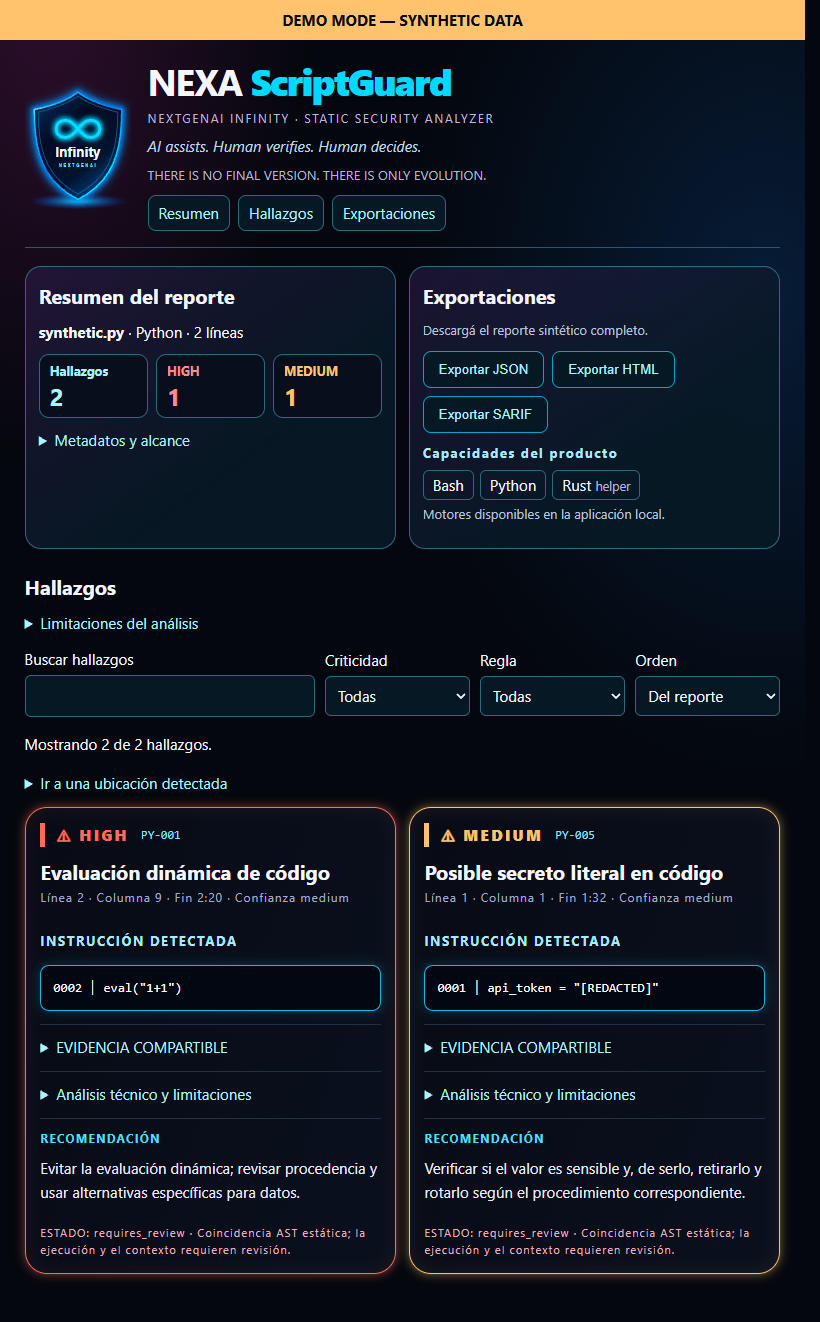 DEMO MODE — SYNTHETIC DATA
Infinity
NEXTGENAI
NEXA ScriptGuard
NEXTGENAI INFINITY · STATIC SECURITY ANALYZER
AI assists. Human verifies. Human decides.
THERE IS NO FINAL VERSION. THERE IS ONLY EVOLUTION.
Resumen Hallazgos Exportaciones
Resumen del reporte
synthetic.py · Python · 2 líneas
Hallazgos HIGH MEDIUM
2 1 1
▶ Metadatos y alcance
Exportaciones
Descargá el reporte sintético completo.
Exportar JSON Exportar HTML
Exportar SARIF
Capacidades del producto
Bash Python Rust helper
Motores disponibles en la aplicación local.
Hallazgos
▶ Limitaciones del análisis
Buscar hallazgos Criticidad Regla Orden
Todas Todas Del reporte
Mostrando 2 de 2 hallazgos.
▶ Ir a una ubicación detectada
⚠ HIGH PY-001
Evaluación dinámica de código
Línea 2 · Columna 9 · Fin 2:20 · Confianza medium
INSTRUCCIÓN DETECTADA
0002 | eval("1+1")
▶ EVIDENCIA COMPARTIBLE
▶ Análisis técnico y limitaciones
RECOMENDACIÓN
Evitar la evaluación dinámica; revisar procedencia y
usar alternativas específicas para datos.
ESTADO: requires_review · Coincidencia AST estática; la
ejecución y el contexto requieren revisión.
⚠ MEDIUM PY-005
Posible secreto literal en código
Línea 1 · Columna 1 · Fin 1:32 · Confianza medium
INSTRUCCIÓN DETECTADA
0001 | api_token = "[REDACTED]"
▶ EVIDENCIA COMPARTIBLE
▶ Análisis técnico y limitaciones
RECOMENDACIÓN
Verificar si el valor es sensible y, de serlo, retirarlo y
rotarlo según el procedimiento correspondiente.
ESTADO: requires_review · Coincidencia AST estática; la
ejecución y el contexto requieren revisión.